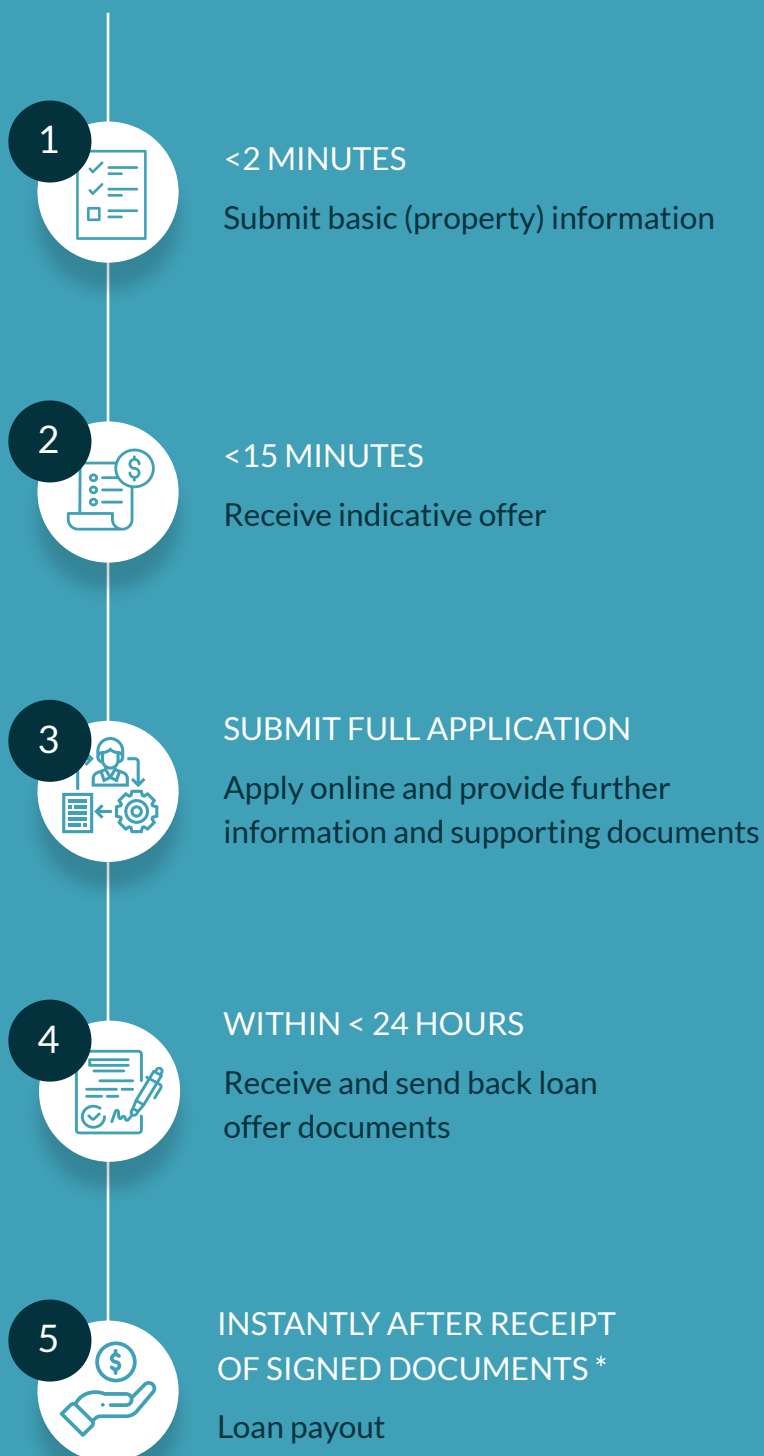 1
<2 MINUTES
Submit basic (property) information
2
<15 MINUTES
Receive indicative offer
3
SUBMIT FULL APPLICATION
Apply online and provide further
information and supporting documents
4
WITHIN < 24 HOURS
Receive and send back loan
offer documents
5
INSTANTLY AFTER RECEIPT
OF SIGNED DOCUMENTS *
Loan payout